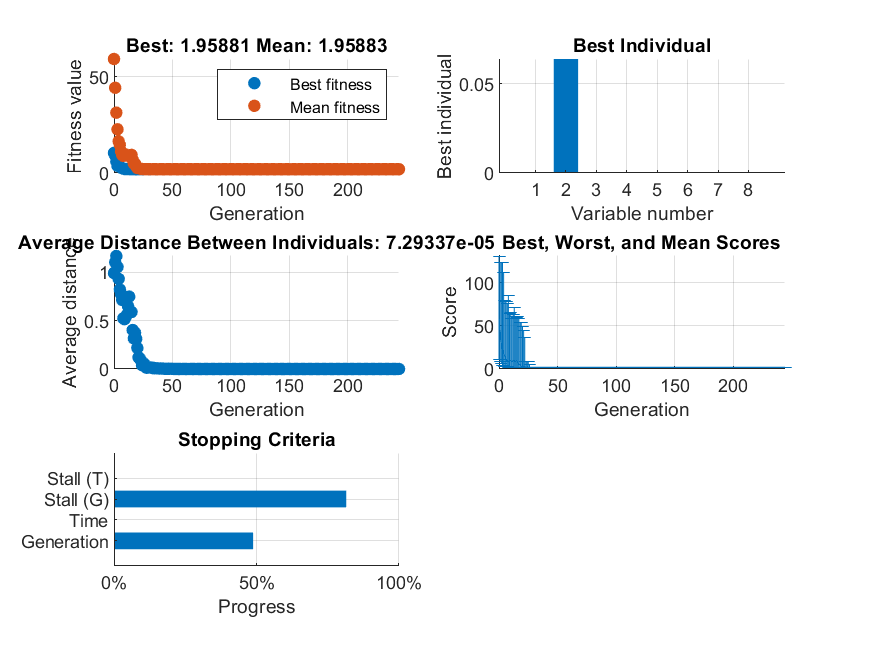 Best: 1.95881 Mean: 1.95883
Fitness value
50
0
Best fitness
Mean fitness
0 50 100 150 200
Generation
Best Individual
Best individual
0.05
0
1 2 3 4 5 6 7 8
Variable number
Average Distance Between Individuals: 7.29337e-05
Average distance
1
0.5
0
0 50 100 150 200
Generation
Best, Worst, and Mean Scores
Score
100
50
0
0 50 100 150 200
Generation
Stopping Criteria
Stall (T)
Stall (G)
Time
Generation
0% 50% 100%
Progress